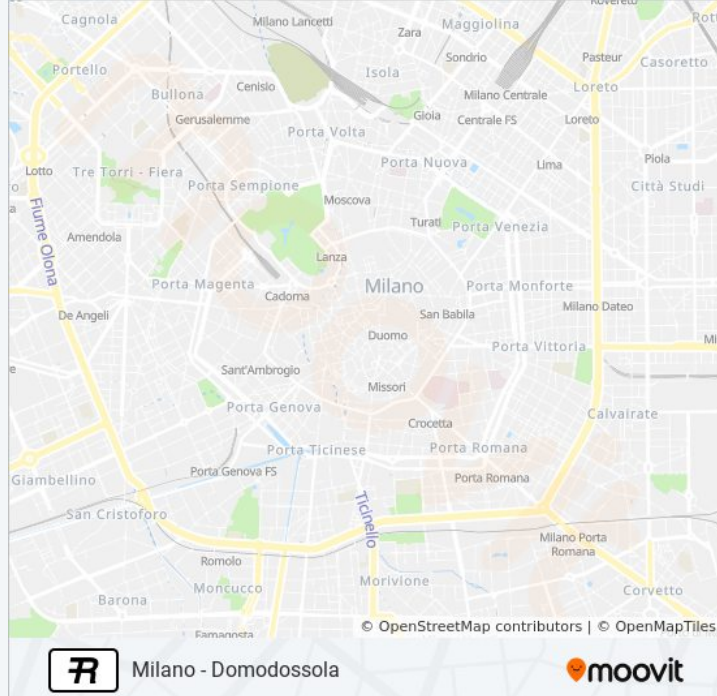 Rovereto
Cagnola
Milano Lancetti
Maggiolina
Zara
Sondrio
Pasteur
Casoretto
Portello
Isola
Bullona
Cenisio
Milano Centrale
Loreto
Gerusalemme
Gioia
Centrale FS
Loreto
Porta Volta
Lotto
Tre Torri - Fiera
Porta Nuova
Lima
Piola
Porta Sempione
Città Studi
Moscova
Fiume Olona
Turati
Porta Venezia
Amendola
Lanza
Porta Magenta
Milano
Porta Monforte
Cadorna
De Angeli
San Babila
Milano Dateo
Duomo
Porta Vittoria
Sant'Ambrogio
Missori
Porta Genova
Crocetta
Calvairate
Porta Ticinese
Porta Romana
Giambellino
Porta Genova FS
Porta Romana
San Cristoforo
Ticinello
Milano Porta
Romana
Romolo
Moncucco
Morivione
Corvetto
Barona
Famagosta
© OpenStreetMap contributors | © OpenMapTiles
R
Milano - Domodossola
moovit